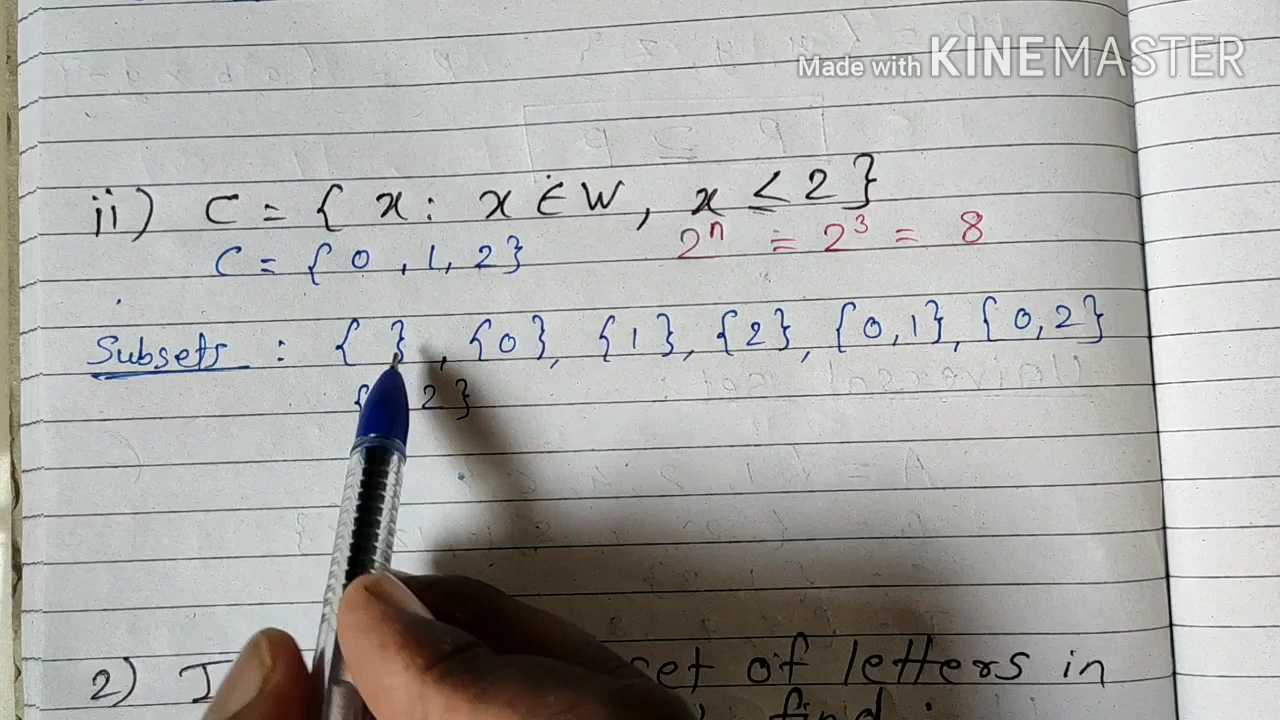 Made with KINEMASTER
ii) C = { x : x ∈ W, x ≤ 2 }
C = { 0, 1, 2 } 2ⁿ = 2³ = 8
Subsets : { }, {0}, {1}, {2}, {0,1}, {0,2}
{ 2}
2) I set of letters in
find :